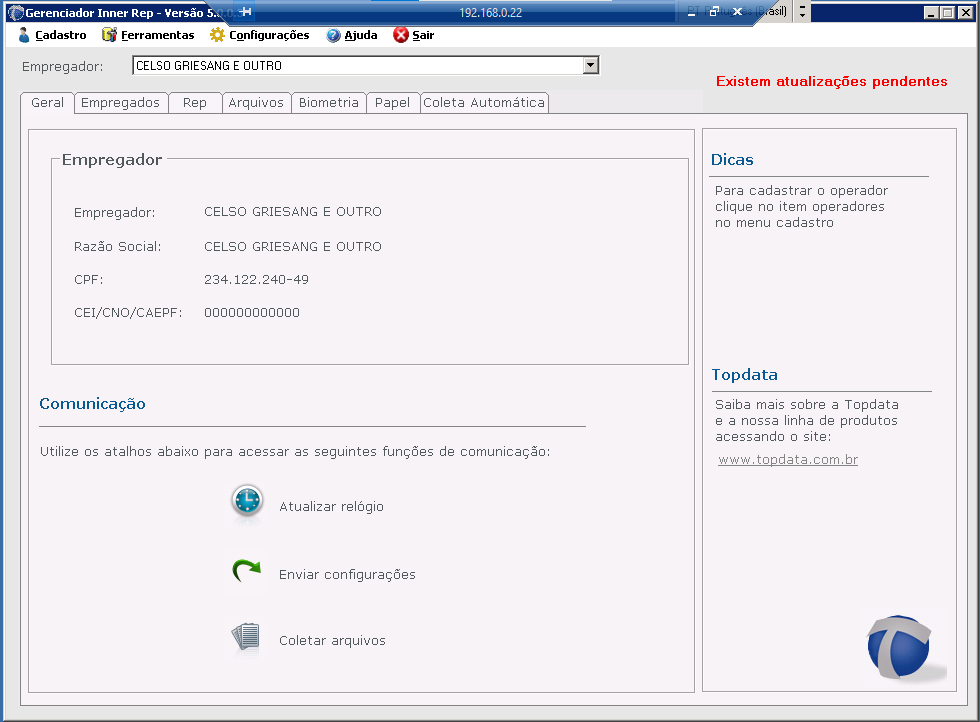 Gerenciador Inner Rep - Versão 5.0.0.
192.168.0.22
Cadastro Ferramentas Configurações Ajuda Sair
Empregador: CELSO GRIESANG E OUTRO
Existem atualizações pendentes
Geral Empregados Rep Arquivos Biometria Papel Coleta Automática
Empregador
Empregador: CELSO GRIESANG E OUTRO
Razão Social: CELSO GRIESANG E OUTRO
CPF: 234.122.240-49
CEI/CNO/CAEPF: 000000000000
Comunicação
Utilize os atalhos abaixo para acessar as seguintes funções de comunicação:
Atualizar relógio
Enviar configurações
Coletar arquivos
Dicas
Para cadastrar o operador
clique no item operadores
no menu cadastro
Topdata
Saiba mais sobre a Topdata
e a nossa linha de produtos
acessando o site:
www.topdata.com.br